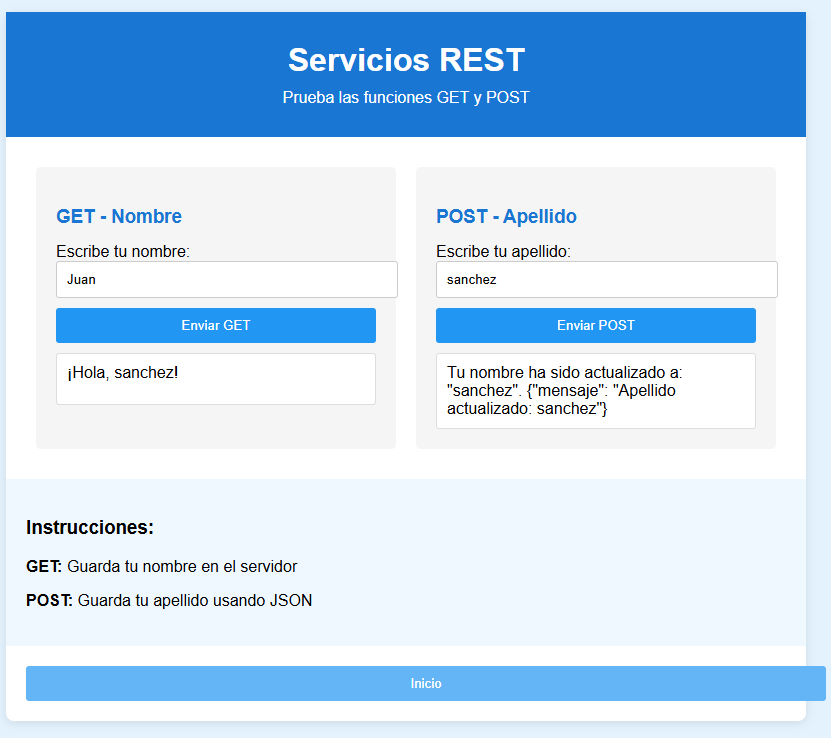 Servicios REST
Prueba las funciones GET y POST
GET - Nombre
Escribe tu nombre:
Juan
Enviar GET
¡Hola, sanchez!
POST - Apellido
Escribe tu apellido:
sanchez
Enviar POST
Tu nombre ha sido actualizado a:
"sanchez". {"mensaje": "Apellido
actualizado: sanchez"}
Instrucciones:
GET: Guarda tu nombre en el servidor
POST: Guarda tu apellido usando JSON
Inicio